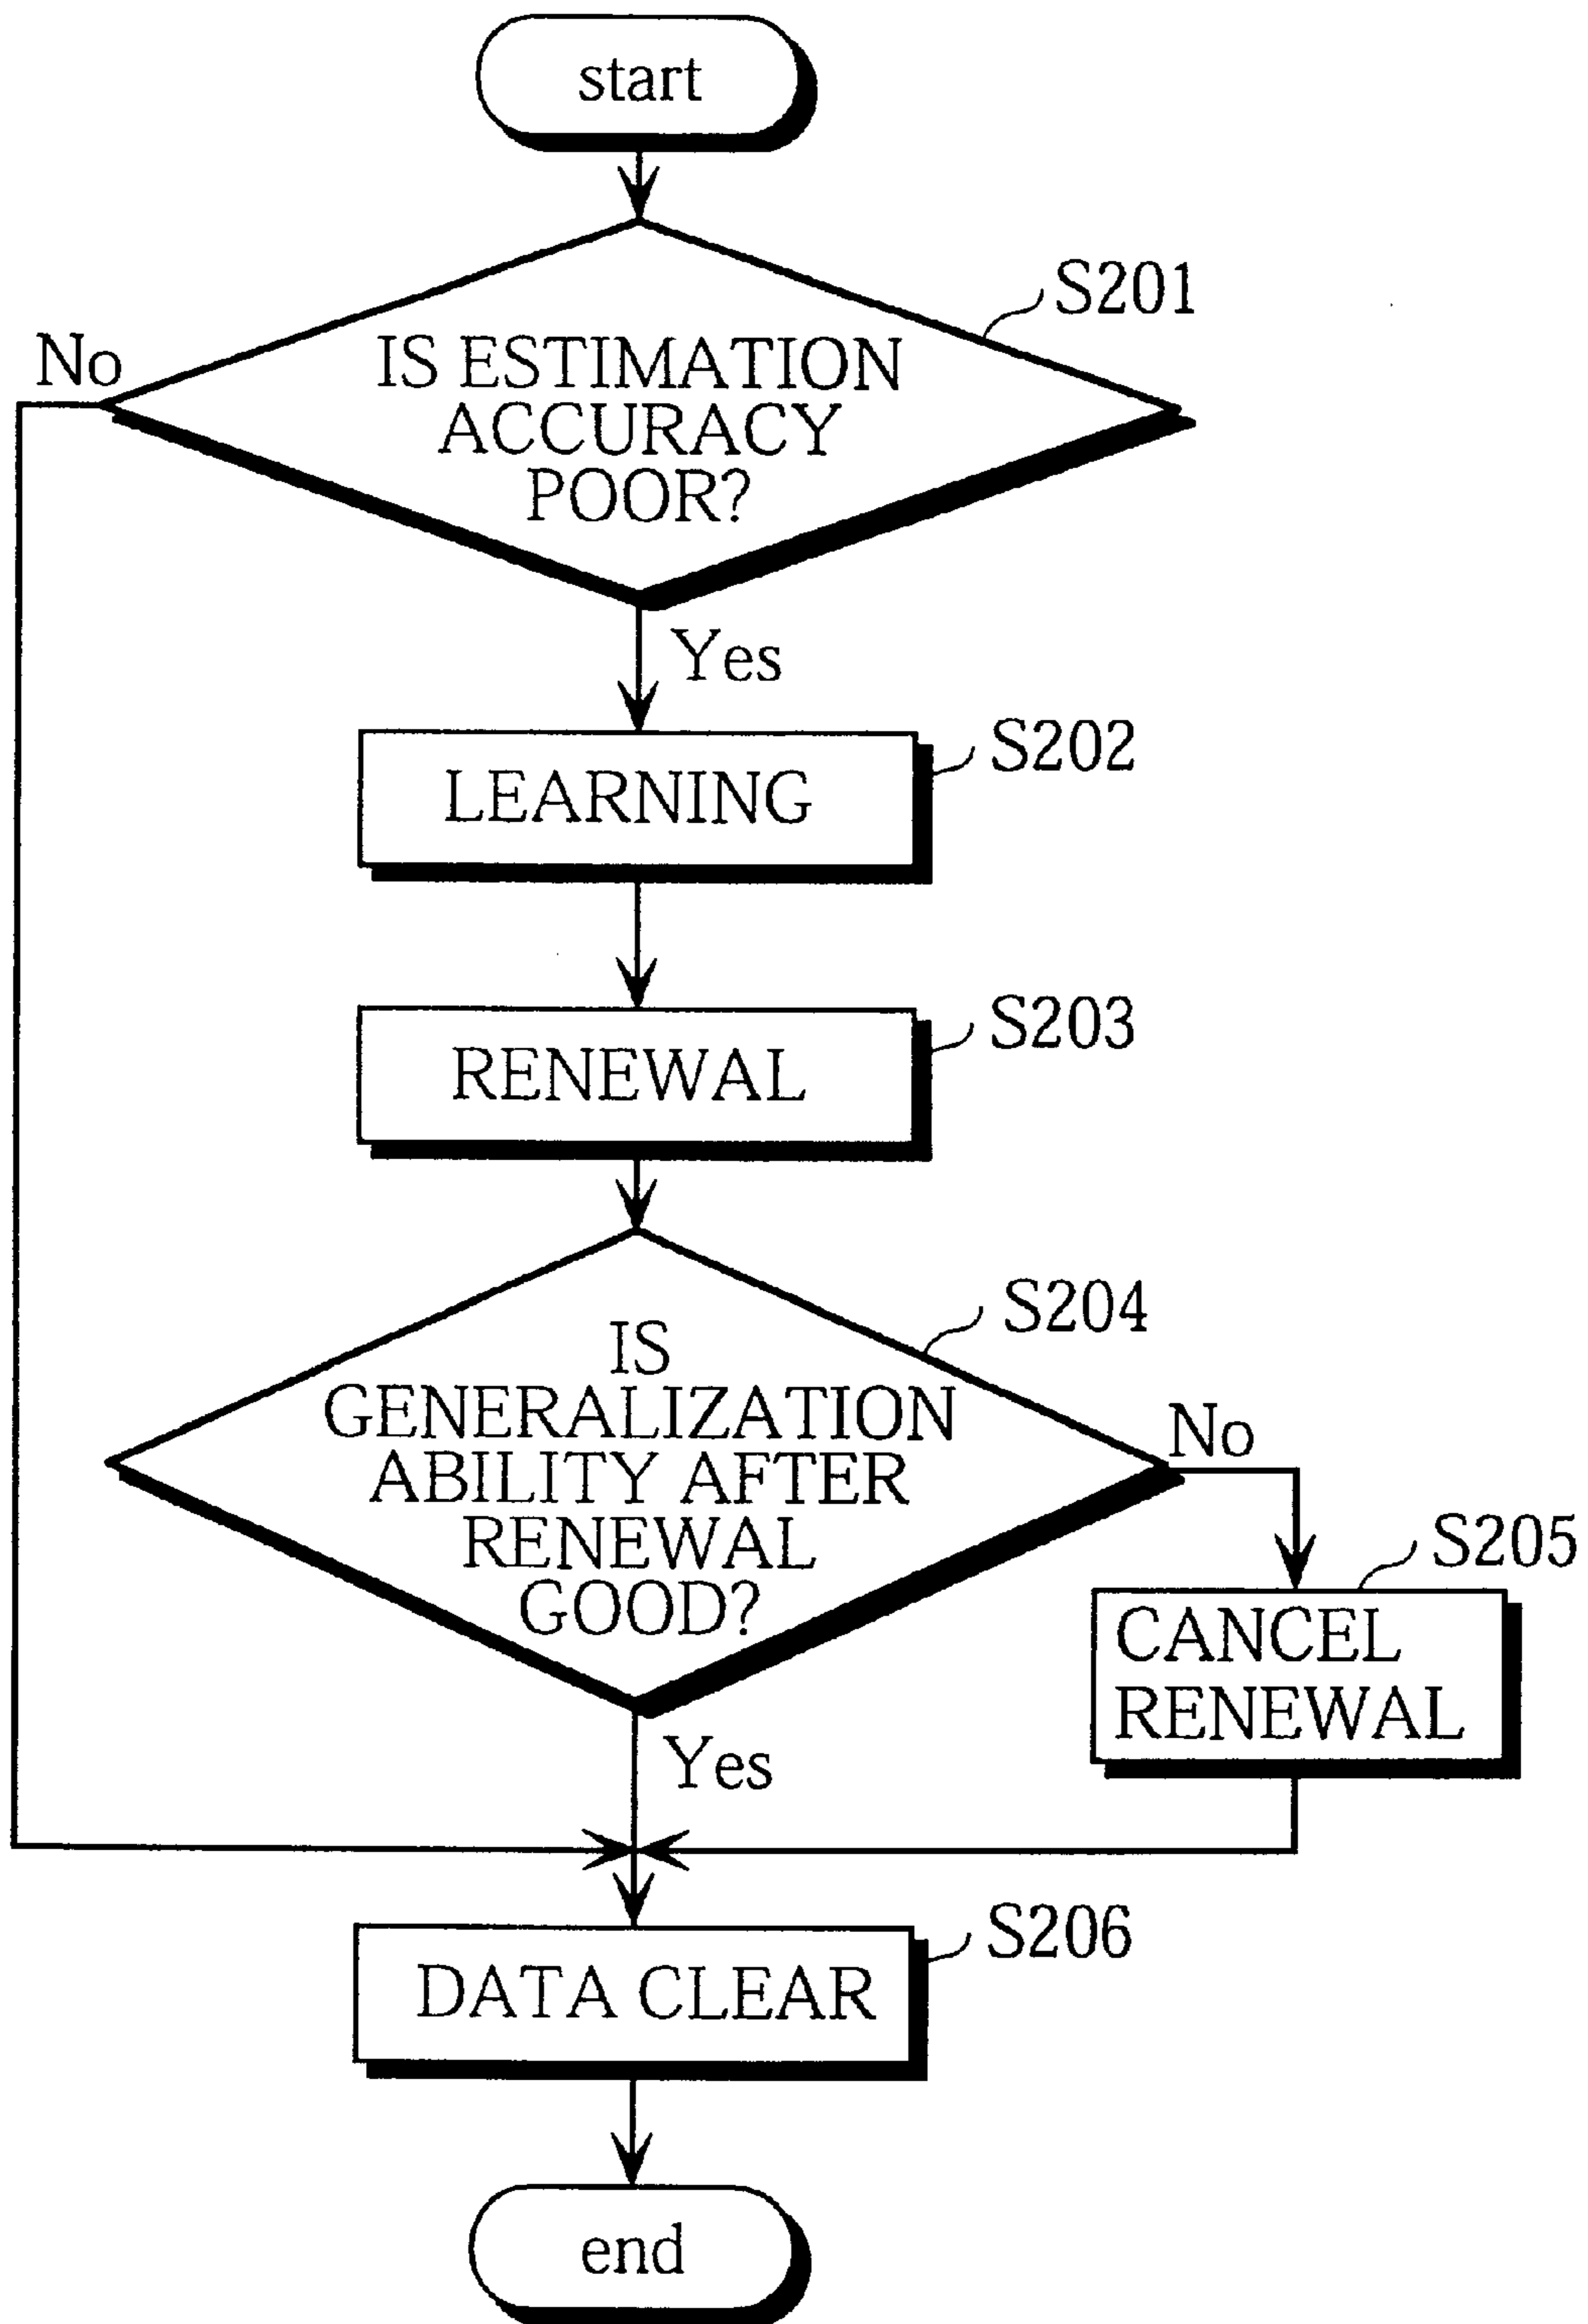 start
S201
No
IS ESTIMATION
ACCURACY
POOR?
Yes
S202
LEARNING
S203
RENEWAL
S204
IS
GENERALIZATION
ABILITY AFTER
RENEWAL
GOOD?
No
S205
CANCEL
RENEWAL
Yes
S206
DATA CLEAR
end